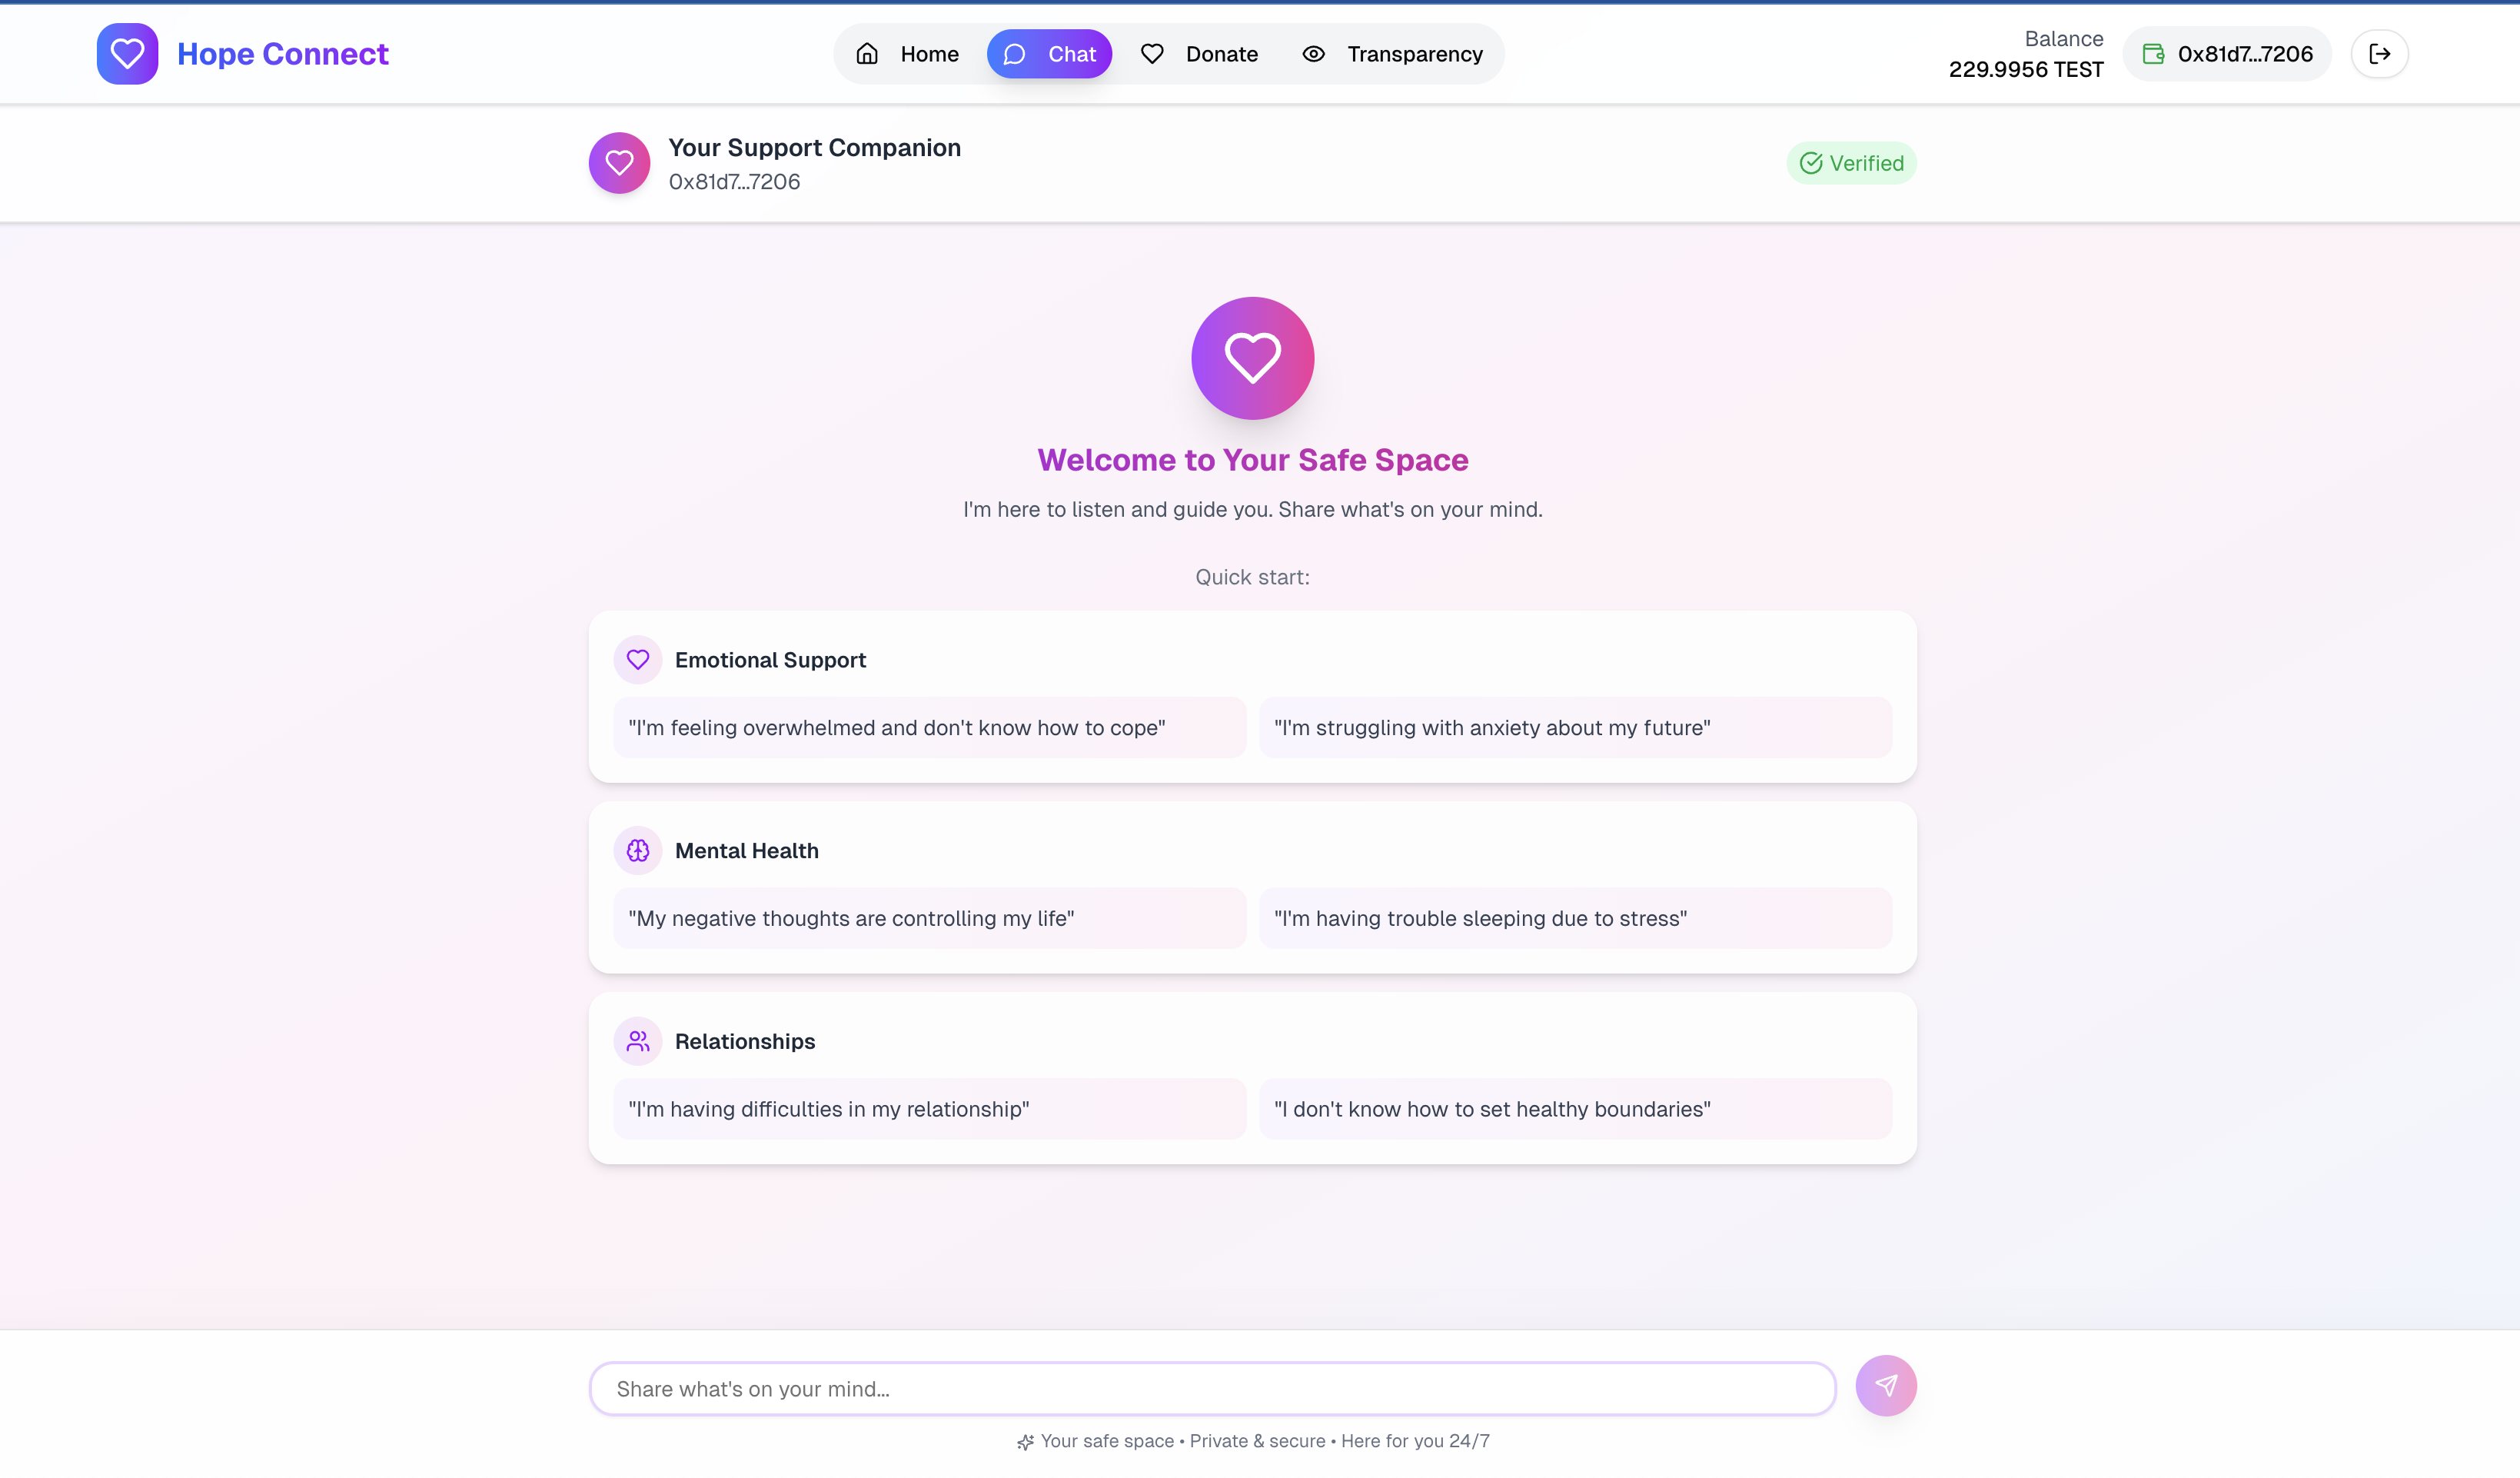 Hope Connect
Home
Chat
Donate
Transparency
Balance
229.9956 TEST
0x81d7...7206
Your Support Companion
0x81d7...7206
Verified
Welcome to Your Safe Space
I'm here to listen and guide you. Share what's on your mind.
Quick start:
Emotional Support
"I'm feeling overwhelmed and don't know how to cope"
"I'm struggling with anxiety about my future"
Mental Health
"My negative thoughts are controlling my life"
"I'm having trouble sleeping due to stress"
Relationships
"I'm having difficulties in my relationship"
"I don't know how to set healthy boundaries"
Share what's on your mind...
Your safe space • Private & secure • Here for you 24/7